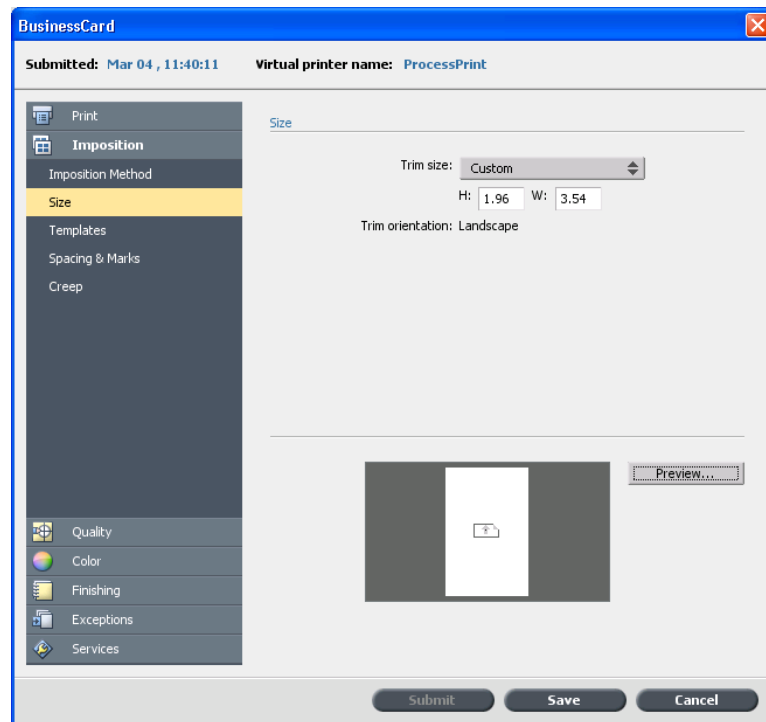 BusinessCard
Submitted: Mar 04 , 11:40:11 Virtual printer name: ProcessPrint
Print
Imposition
Imposition Method
Size
Templates
Spacing & Marks
Creep
Quality
Color
Finishing
Exceptions
Services
Size
Trim size: Custom
H: 1.96 W: 3.54
Trim orientation: Landscape
Preview...
Submit Save Cancel